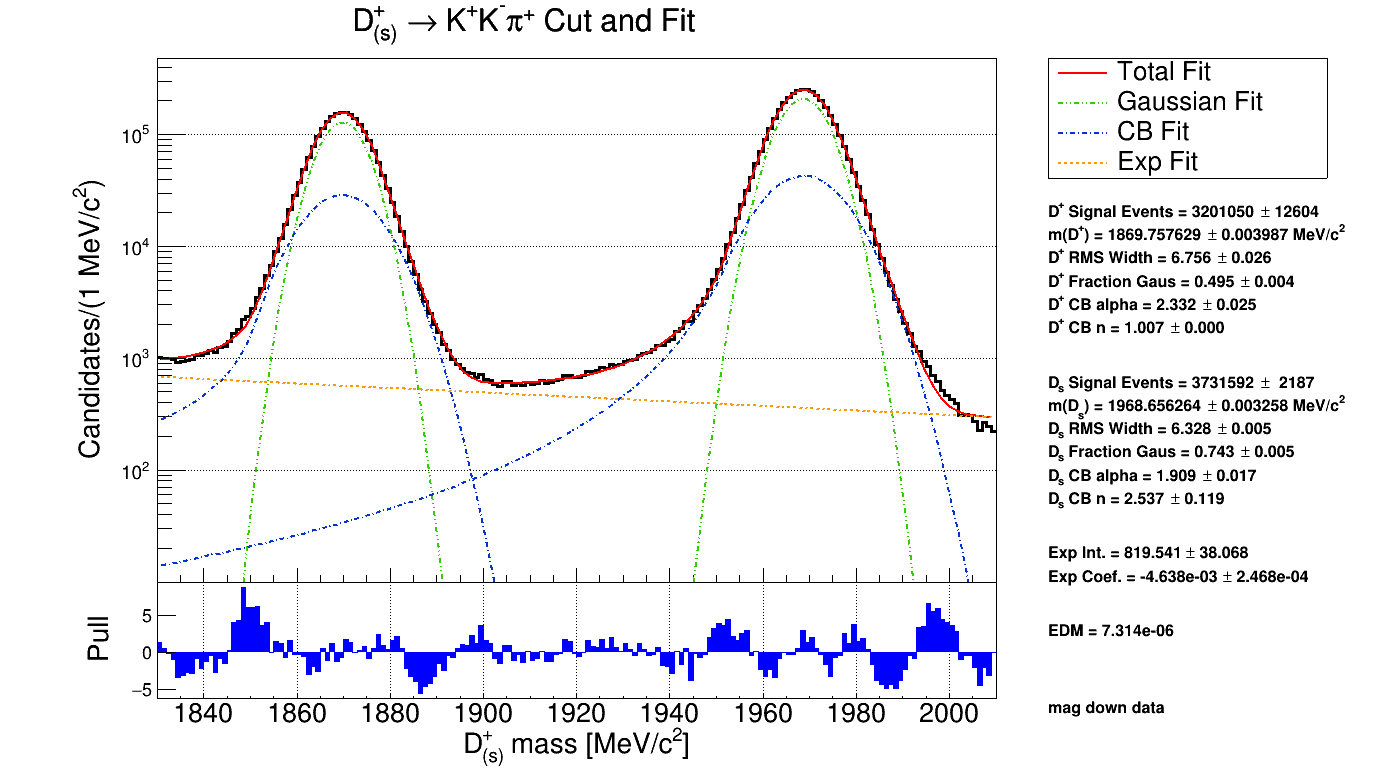 D⁺₍ₛ₎ → K⁺K⁻π⁺ Cut and Fit
Candidates/(1 MeV/c²)
10⁵
10⁴
10³
10²
Total Fit
Gaussian Fit
CB Fit
Exp Fit
D⁺ Signal Events = 3201050 ± 12604
m(D⁺) = 1869.757629 ± 0.003987 MeV/c²
D⁺ RMS Width = 6.756 ± 0.026
D⁺ Fraction Gaus = 0.495 ± 0.004
D⁺ CB alpha = 2.332 ± 0.025
D⁺ CB n = 1.007 ± 0.000
Dₛ Signal Events = 3731592 ± 2187
m(Dₛ) = 1968.656264 ± 0.003258 MeV/c²
Dₛ RMS Width = 6.328 ± 0.005
Dₛ Fraction Gaus = 0.743 ± 0.005
Dₛ CB alpha = 1.909 ± 0.017
Dₛ CB n = 2.537 ± 0.119
Exp Int. = 819.541 ± 38.068
Exp Coef. = -4.638e-03 ± 2.468e-04
EDM = 7.314e-06
mag down data
Pull
5
0
−5
1840 1860 1880 1900 1920 1940 1960 1980 2000
D⁺₍ₛ₎ mass [MeV/c²]